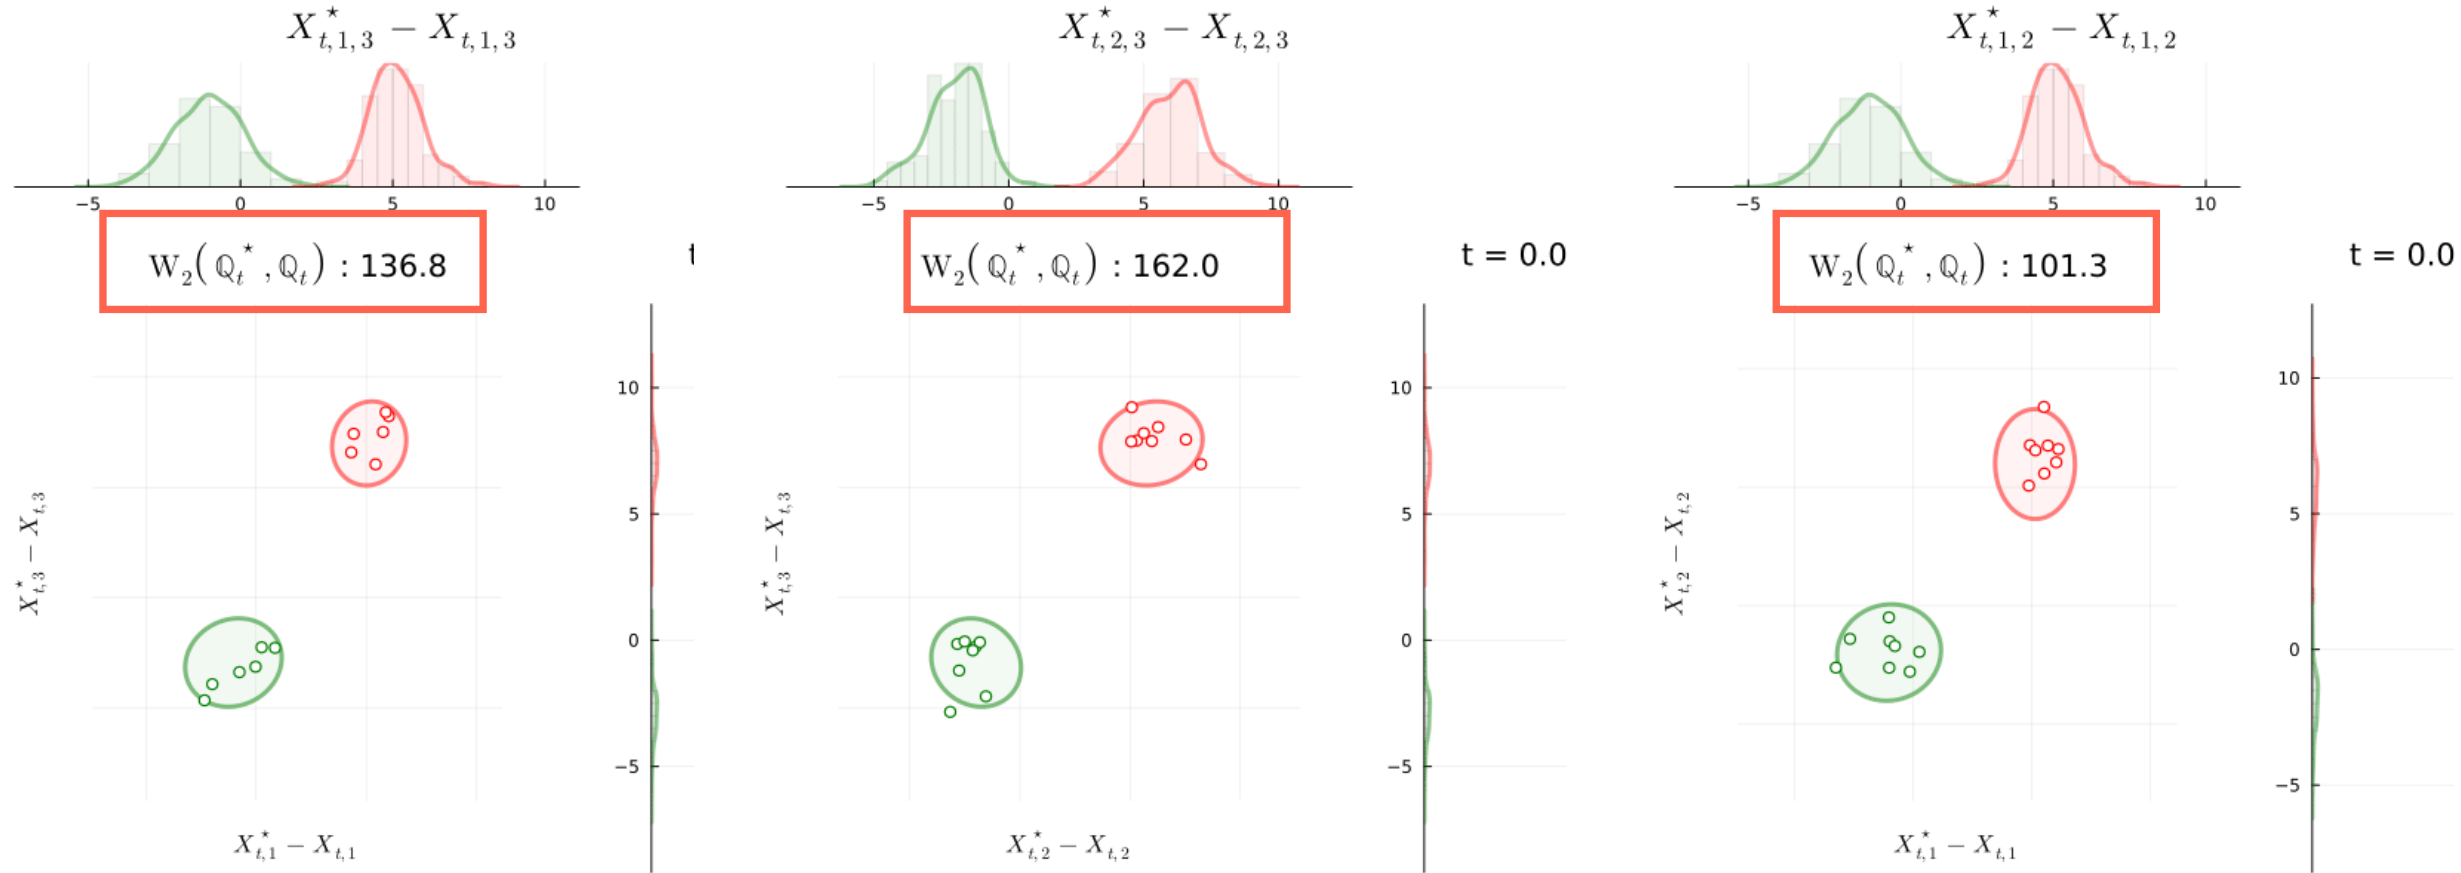 X⋆t,1,3 − Xt,1,3
−5 0 5 10
W2(ℚt⋆, ℚt) : 136.8
t
10
5
0
−5
X⋆t,3 − Xt,3
X⋆t,1 − Xt,1
X⋆t,2,3 − Xt,2,3
−5 0 5 10
W2(ℚt⋆, ℚt) : 162.0
t = 0.0
10
5
0
−5
X⋆t,3 − Xt,3
X⋆t,2 − Xt,2
X⋆t,1,2 − Xt,1,2
−5 0 5 10
W2(ℚt⋆, ℚt) : 101.3
t = 0.0
10
5
0
−5
X⋆t,2 − Xt,2
X⋆t,1 − Xt,1